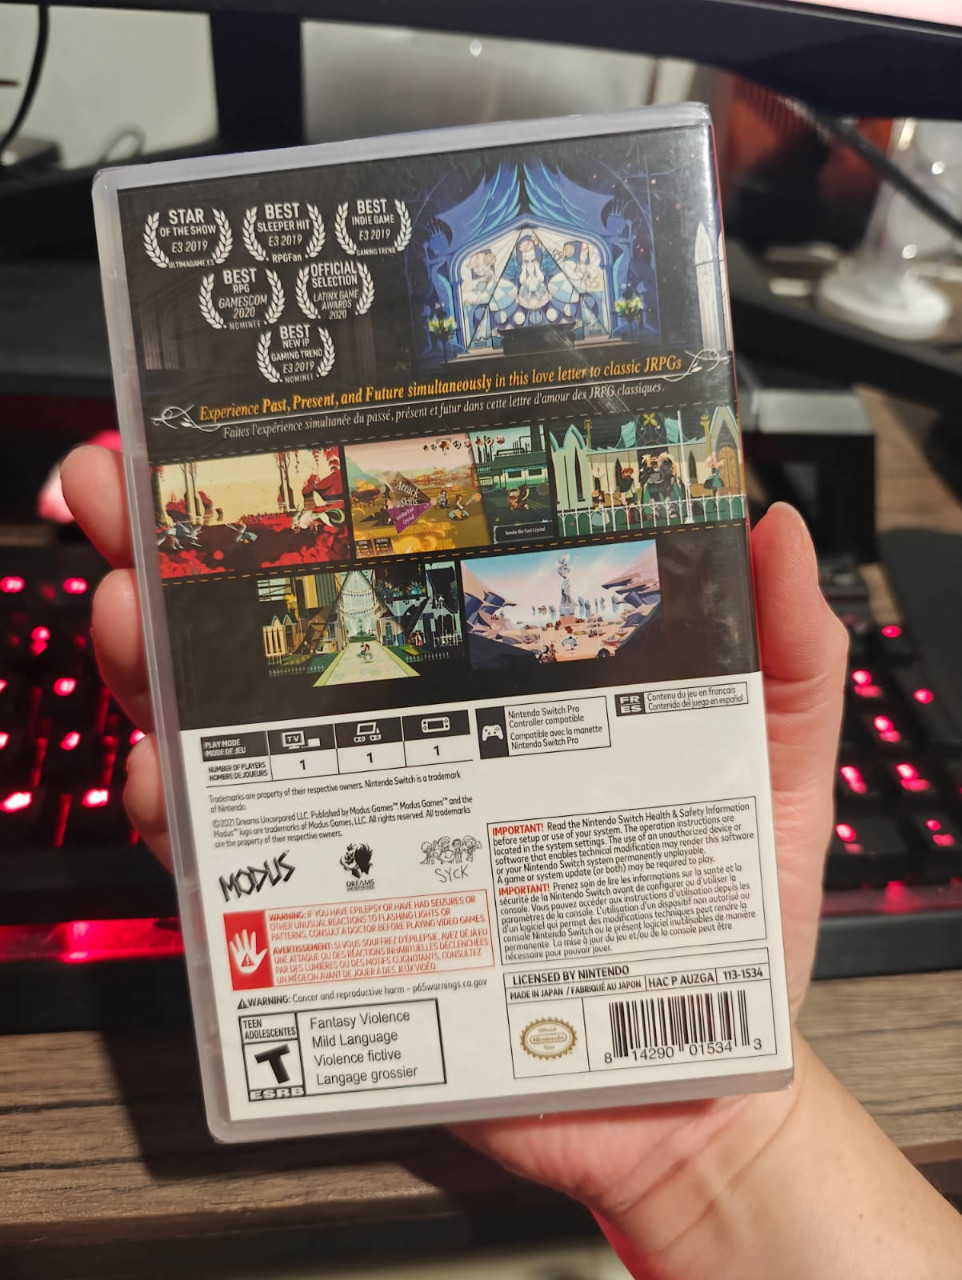 STAR
OF THE SHOW
E3 2019
ULTIMAGAME.ES
BEST
SLEEPER HIT
E3 2019
RPGFan
BEST
INDIE GAME
E3 2019
GAMING TREND
BEST
RPG
GAMESCOM
2020
NOMINEE
OFFICIAL
SELECTION
LATINX GAME
AWARDS
2020
BEST
NEW IP
GAMING TREND
E3 2019
NOMINEE
Experience Past, Present, and Future simultaneously in this love letter to classic JRPGs
Faites l'expérience simultanée du passé, présent et futur dans cette lettre d'amour des JRPG classiques.
Attack
Skills
PLAY MODE
MODE DE JEU
TV
NUMBER OF PLAYERS
NOMBRE DE JOUEURS
1
1
1
Nintendo Switch Pro
Controller compatible
Compatible avec la manette
Nintendo Switch Pro
FR
ES
Contenu du jeu en français
Contenido del juego en español
Trademarks are property of their respective owners. Nintendo Switch is a trademark
of Nintendo.
©2021 Dreams Uncorporated LLC. Published by Modus Games™. Modus Games™ and the
Modus™ logo are trademarks of Modus Games, LLC. All rights reserved. All trademarks
are the property of their respective owners.
MODUS
DREAMS
SYCK
WARNING: IF YOU HAVE EPILEPSY OR HAVE HAD SEIZURES OR
OTHER UNUSUAL REACTIONS TO FLASHING LIGHTS OR
PATTERNS, CONSULT A DOCTOR BEFORE PLAYING VIDEO GAMES.
AVERTISSEMENT: SI VOUS SOUFFREZ D'ÉPILEPSIE, AVEZ DÉJÀ EU
UNE ATTAQUE OU DES RÉACTIONS INHABITUELLES DÉCLENCHÉES
PAR DES LUMIÈRES OU DES MOTIFS CLIGNOTANTS, CONSULTEZ
UN MÉDECIN AVANT DE JOUER À DES JEUX VIDÉO.
WARNING: Cancer and reproductive harm - p65warnings.ca.gov
TEEN
ADOLESCENTES
T
ESRB
Fantasy Violence
Mild Language
Violence fictive
Langage grossier
IMPORTANT! Read the Nintendo Switch Health & Safety Information
before setup or use of your system. The operation instructions are
located in the system settings. The use of an unauthorized device or
software that enables technical modification may render this software
or your Nintendo Switch system permanently unplayable.
A game or system update (or both) may be required to play.
IMPORTANT! Prenez soin de lire les informations sur la santé et la
sécurité de la Nintendo Switch avant de configurer ou d'utiliser la
console. Vous pouvez accéder aux instructions d'utilisation depuis les
paramètres de la console. L'utilisation d'un dispositif non autorisé ou
d'un logiciel qui permet des modifications techniques peut rendre la
console Nintendo Switch ou le présent logiciel inutilisables de manière
permanente. La mise à jour du jeu et/ou de la console peut être
nécessaire pour pouvoir jouer.
LICENSED BY NINTENDO
MADE IN JAPAN / FABRIQUÉ AU JAPON
HAC P AUZGA
113-1534
Official
Nintendo
Seal
8 14290 01534 3